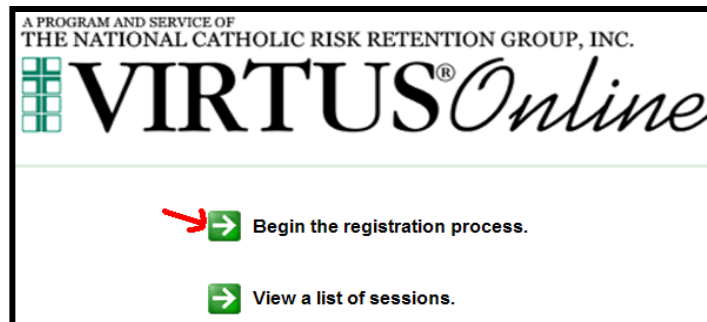 A PROGRAM AND SERVICE OF
THE NATIONAL CATHOLIC RISK RETENTION GROUP, INC.
VIRTUS® Online
Begin the registration process.
View a list of sessions.